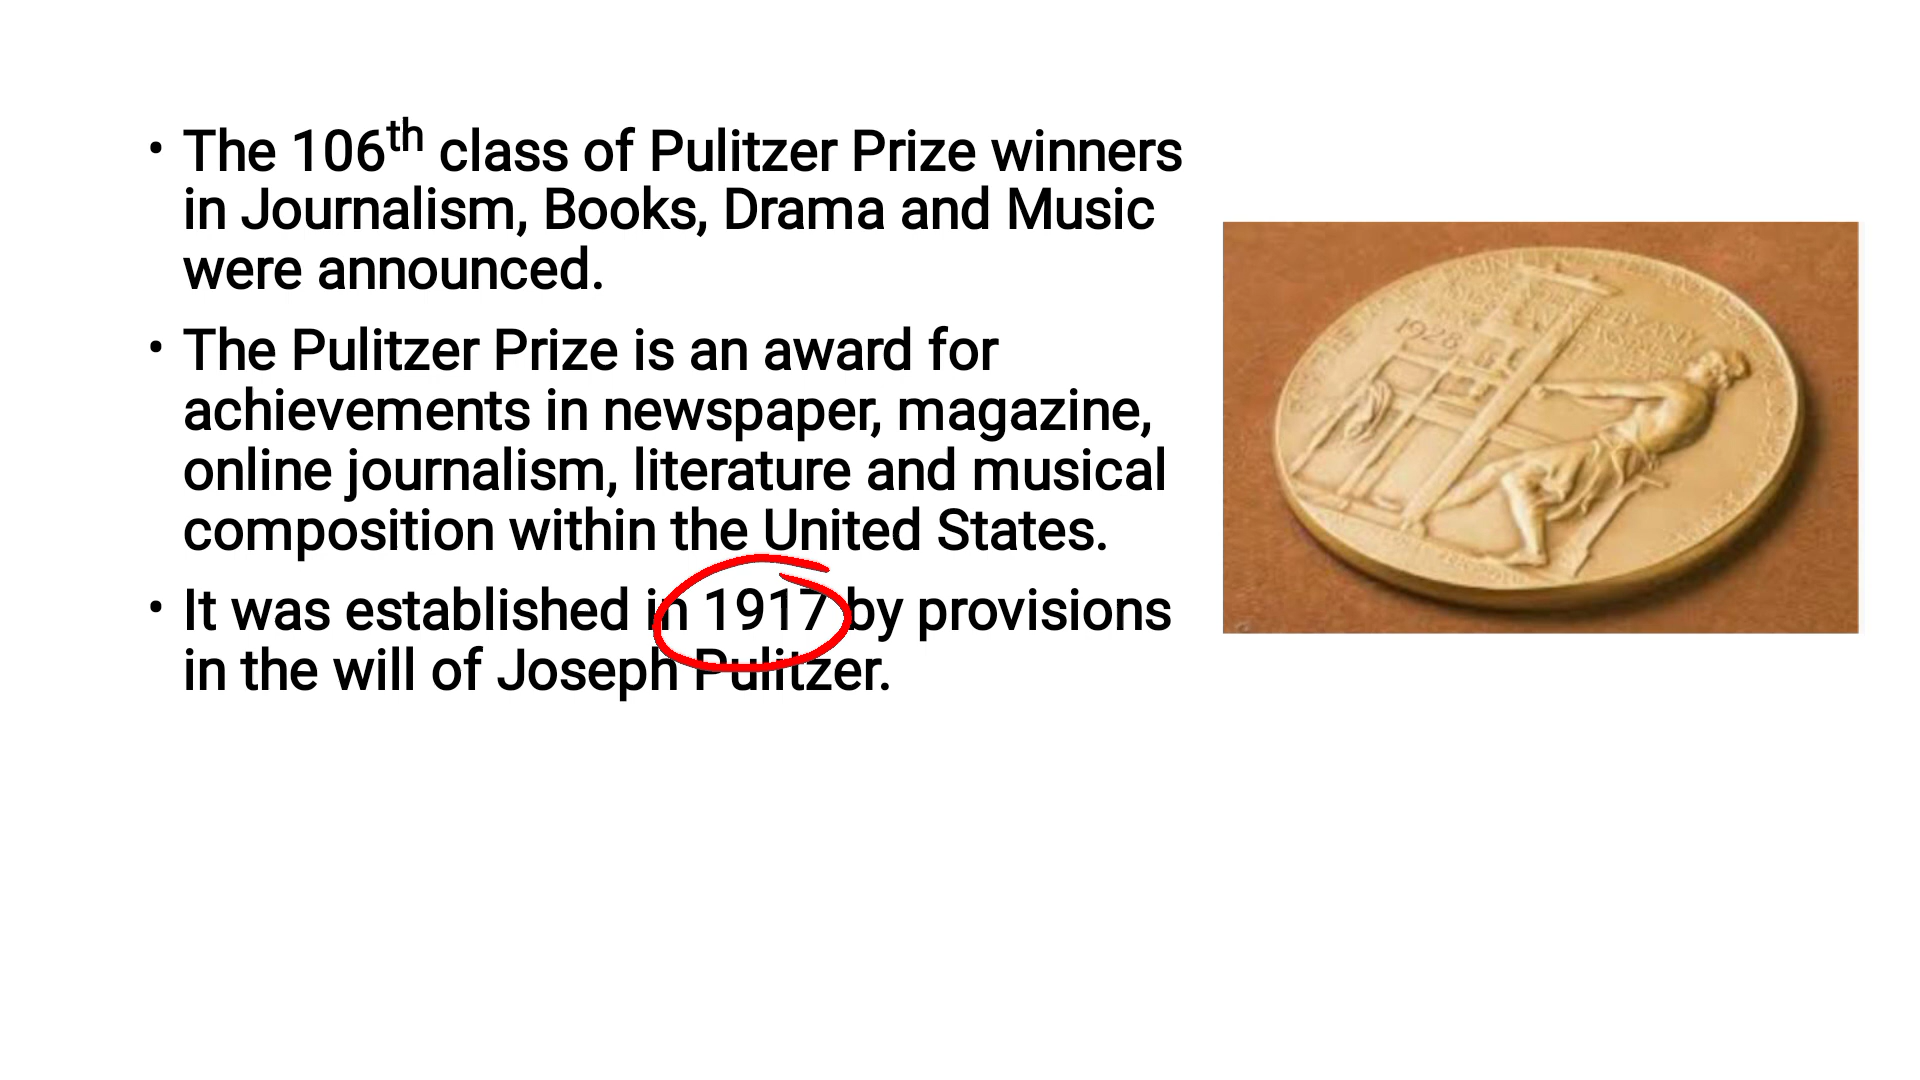 • The 106th class of Pulitzer Prize winners
in Journalism, Books, Drama and Music
were announced.
• The Pulitzer Prize is an award for
achievements in newspaper, magazine,
online journalism, literature and musical
composition within the United States.
• It was established in 1917 by provisions
in the will of Joseph Pulitzer.
1928